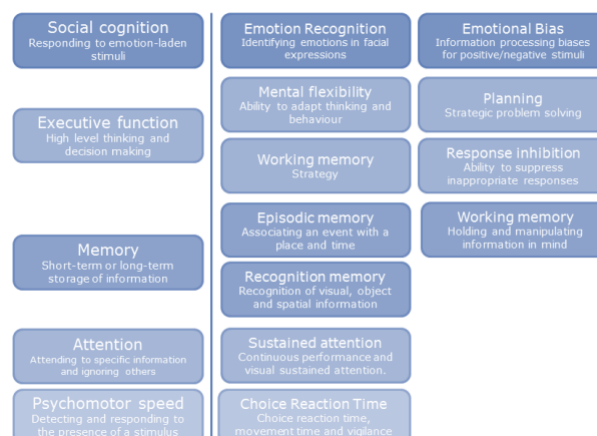 Social cognition
Responding to emotion-laden
stimuli
Emotion Recognition
Identifying emotions in facial
expressions
Emotional Bias
Information processing biases
for positive/negative stimuli
Executive function
High level thinking and
decision making
Mental flexibility
Ability to adapt thinking and
behaviour
Planning
Strategic problem solving
Working memory
Strategy
Response inhibition
Ability to suppress
inappropriate responses
Memory
Short-term or long-term
storage of information
Episodic memory
Associating an event with a
place and time
Working memory
Holding and manipulating
information in mind
Recognition memory
Recognition of visual, object
and spatial information
Attention
Attending to specific information
and ignoring others
Sustained attention
Continuous performance and
visual sustained attention.
Psychomotor speed
Detecting and responding to
the presence of a stimulus
Choice Reaction Time
Choice reaction time,
movement time and vigilance